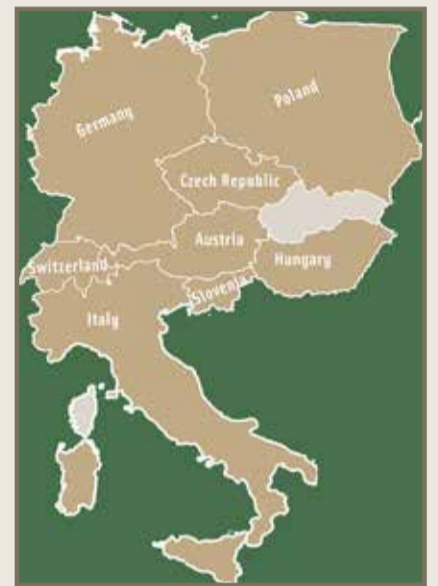 Poland
Germany
Czech Republic
Austria
Hungary
Switzerland
Slovenia
Italy